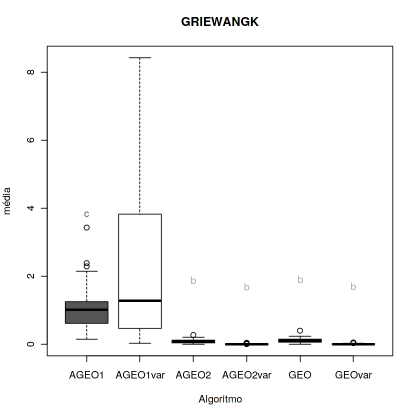 GRIEWANGK
média
8
6
4
2
0
c
b
b
b
b
AGEO1 AGEO1var AGEO2 AGEO2var GEO GEOvar
Algoritmo